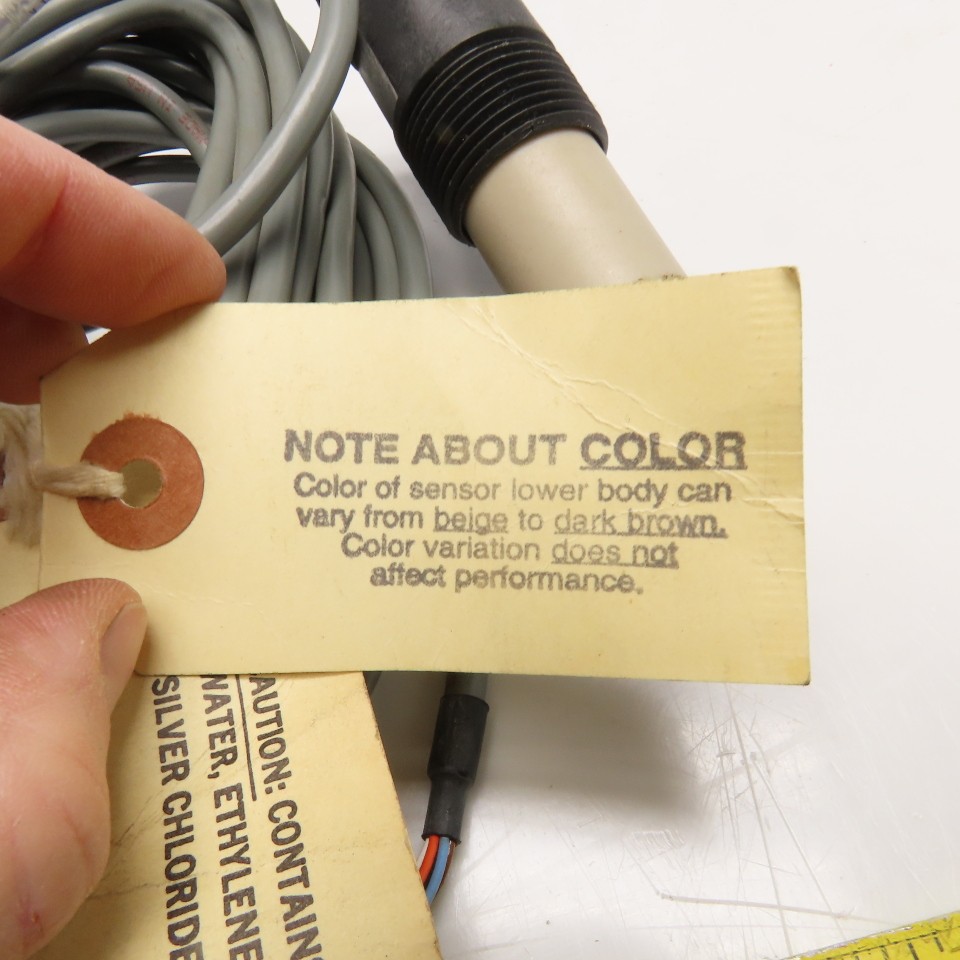 NOTE ABOUT COLOR
Color of sensor lower body can
vary from beige to dark brown.
Color variation does not
affect performance.
AUTION: CONTAINS
WATER, ETHYLENE
SILVER CHLORIDE